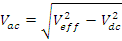 V_{ac} = \sqrt{V_{eff}^2 - V_{dc}^2}